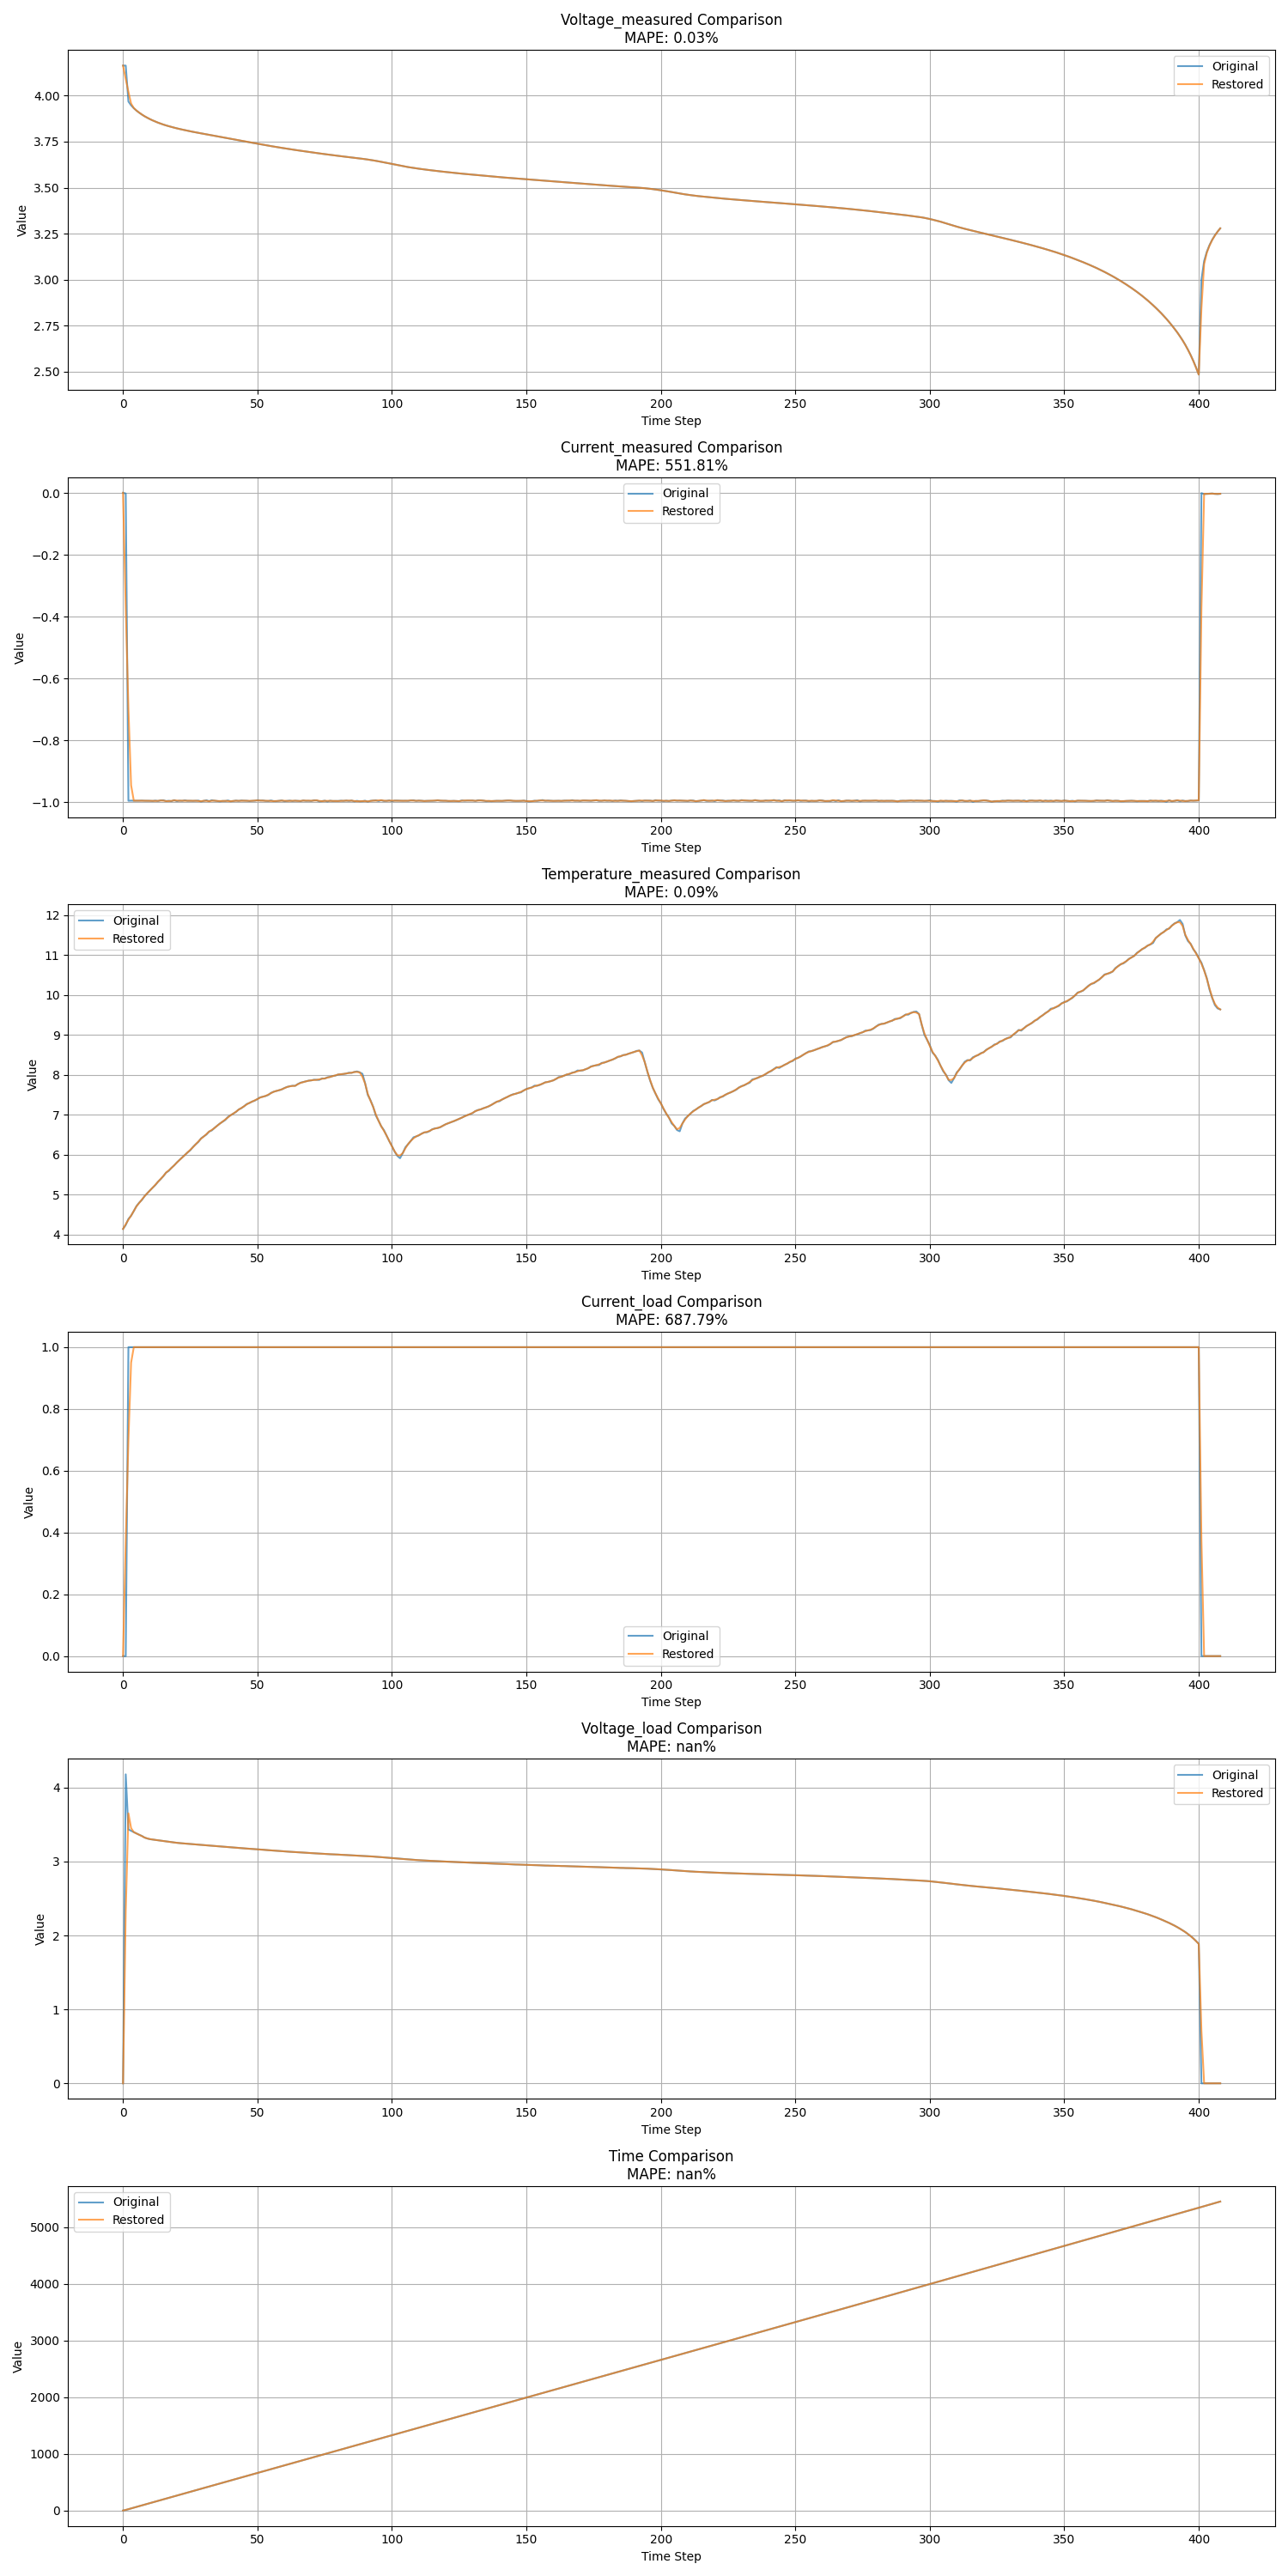 Voltage_measured Comparison
MAPE: 0.03%
Original
Restored
4.00
3.75
3.50
3.25
3.00
2.75
2.50
Value
0 50 100 150 200 250 300 350 400
Time Step
Current_measured Comparison
MAPE: 551.81%
Original
Restored
0.0
−0.2
−0.4
−0.6
−0.8
−1.0
Value
0 50 100 150 200 250 300 350 400
Time Step
Temperature_measured Comparison
MAPE: 0.09%
Original
Restored
12
11
10
9
8
7
6
5
4
Value
0 50 100 150 200 250 300 350 400
Time Step
Current_load Comparison
MAPE: 687.79%
1.0
0.8
0.6
0.4
0.2
0.0
Value
Original
Restored
0 50 100 150 200 250 300 350 400
Time Step
Voltage_load Comparison
MAPE: nan%
Original
Restored
4
3
2
1
0
Value
0 50 100 150 200 250 300 350 400
Time Step
Time Comparison
MAPE: nan%
Original
Restored
5000
4000
3000
2000
1000
0
Value
0 50 100 150 200 250 300 350 400
Time Step